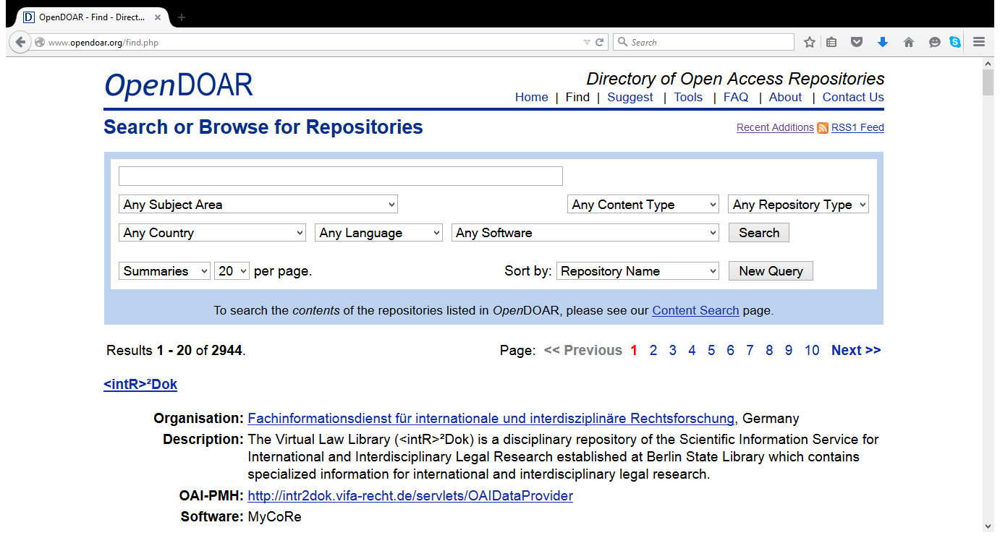 OpenDOAR - Find - Direct...
www.opendoar.org/find.php
Search
OpenDOAR
Directory of Open Access Repositories
Home | Find | Suggest | Tools | FAQ | About | Contact Us
Search or Browse for Repositories
Recent Additions RSS1 Feed
Any Subject Area Any Content Type Any Repository Type
Any Country Any Language Any Software Search
Summaries 20 per page. Sort by: Repository Name New Query
To search the contents of the repositories listed in OpenDOAR, please see our Content Search page.
Results 1 - 20 of 2944. Page: << Previous 1 2 3 4 5 6 7 8 9 10 Next >>
<intR>²Dok
Organisation: Fachinformationsdienst für internationale und interdisziplinäre Rechtsforschung, Germany
Description: The Virtual Law Library (<intR>²Dok) is a disciplinary repository of the Scientific Information Service for
International and Interdisciplinary Legal Research established at Berlin State Library which contains
specialized information for international and interdisciplinary legal research.
OAI-PMH: http://intr2dok.vifa-recht.de/servlets/OAIDataProvider
Software: MyCoRe